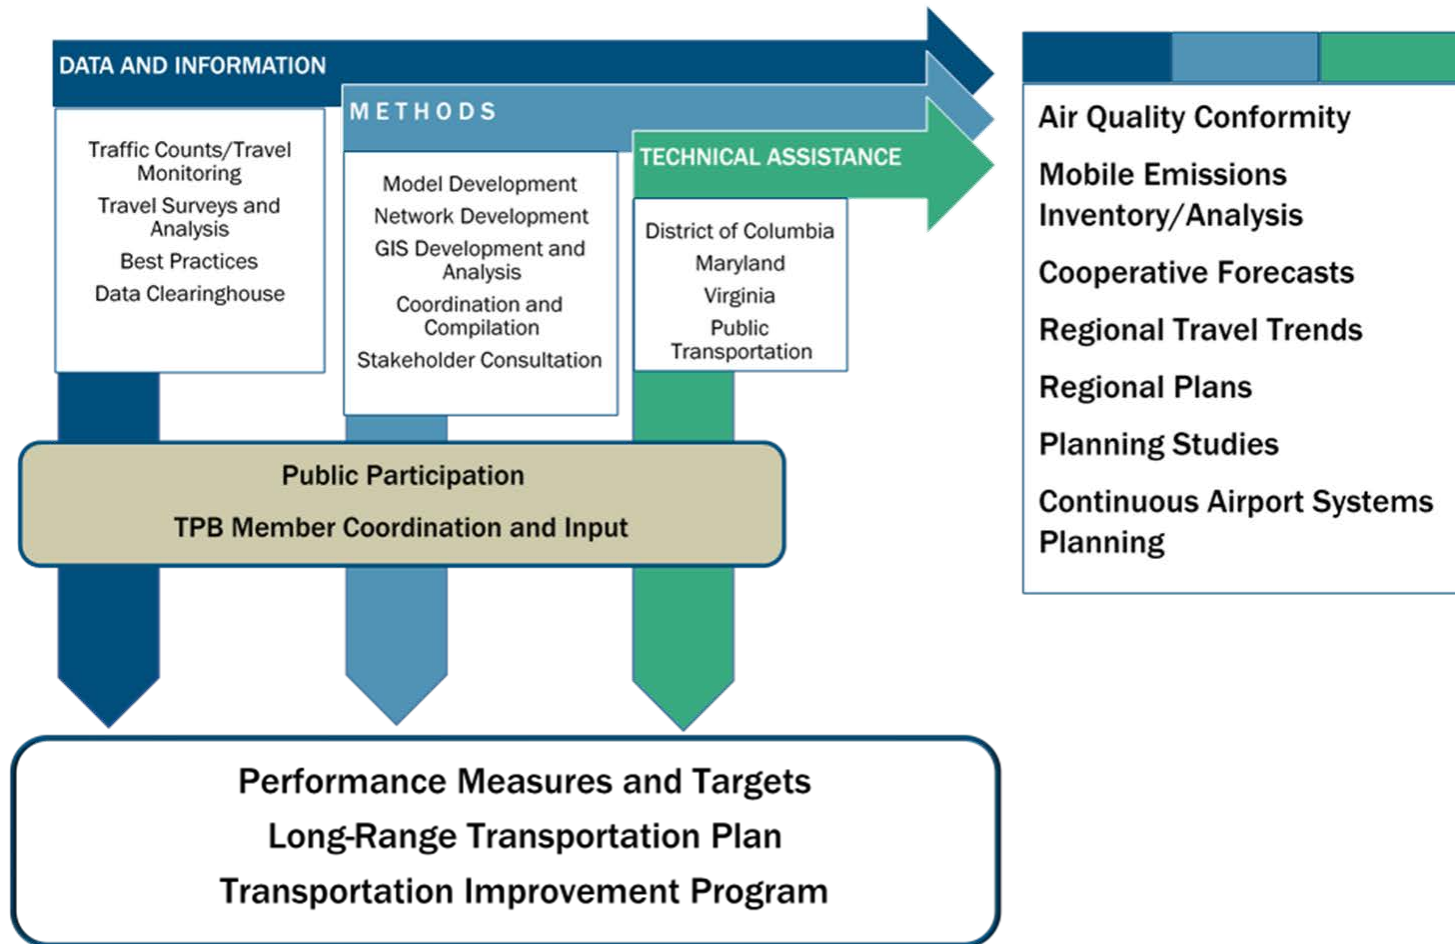 DATA AND INFORMATION
Traffic Counts/Travel
Monitoring
Travel Surveys and
Analysis
Best Practices
Data Clearinghouse
METHODS
Model Development
Network Development
GIS Development and
Analysis
Coordination and
Compilation
Stakeholder Consultation
TECHNICAL ASSISTANCE
District of Columbia
Maryland
Virginia
Public
Transportation
Air Quality Conformity
Mobile Emissions
Inventory/Analysis
Cooperative Forecasts
Regional Travel Trends
Regional Plans
Planning Studies
Continuous Airport Systems
Planning
Public Participation
TPB Member Coordination and Input
Performance Measures and Targets
Long-Range Transportation Plan
Transportation Improvement Program